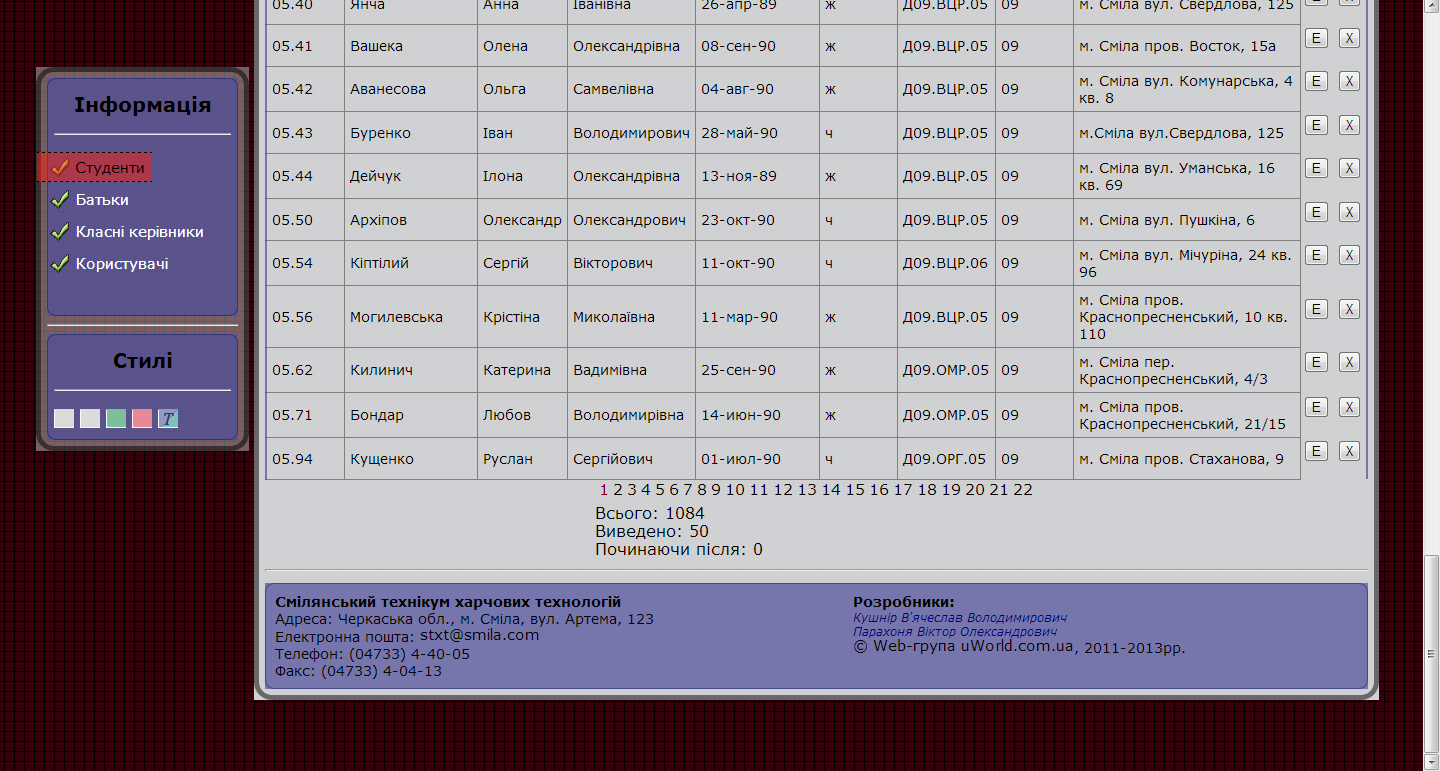 Інформація
Студенти
Батьки
Класні керівники
Користувачі
Стилі
T
05.40 Янча Анна Іванівна 26-апр-89 ж Д09.ВЦР.05 09 м. Сміла вул. Свердлова, 125
05.41 Вашека Олена Олександрівна 08-сен-90 ж Д09.ВЦР.05 09 м. Сміла пров. Восток, 15а E X
05.42 Аванесова Ольга Самвелівна 04-авг-90 ж Д09.ВЦР.05 09 м. Сміла вул. Комунарська, 4 E X
кв. 8
05.43 Буренко Іван Володимирович 28-май-90 ч Д09.ВЦР.05 09 м.Сміла вул.Свердлова, 125 E X
05.44 Дейчук Ілона Олександрівна 13-ноя-89 ж Д09.ВЦР.05 09 м. Сміла вул. Уманська, 16 E X
кв. 69
05.50 Архіпов Олександр Олександрович 23-окт-90 ч Д09.ВЦР.05 09 м. Сміла вул. Пушкіна, 6 E X
05.54 Кіптілий Сергій Вікторович 11-окт-90 ч Д09.ВЦР.06 09 м. Сміла вул. Мічуріна, 24 кв. E X
96
05.56 Могилевська Крістіна Миколаївна 11-мар-90 ж Д09.ВЦР.05 09 м. Сміла пров. E X
Краснопресненський, 10 кв.
110
05.62 Килинич Катерина Вадимівна 25-сен-90 ж Д09.ОМР.05 09 м. Сміла пер. E X
Краснопресненський, 4/3
05.71 Бондар Любов Володимирівна 14-июн-90 ж Д09.ОМР.05 09 м. Сміла пров. E X
Краснопресненський, 21/15
05.94 Кущенко Руслан Сергійович 01-июл-90 ч Д09.ОРГ.05 09 м. Сміла пров. Стаханова, 9 E X
1 2 3 4 5 6 7 8 9 10 11 12 13 14 15 16 17 18 19 20 21 22
Всього: 1084
Виведено: 50
Починаючи після: 0
Смілянський технікум харчових технологій
Адреса: Черкаська обл., м. Сміла, вул. Артема, 123
Електронна пошта: stxt@smila.com
Телефон: (04733) 4-40-05
Факс: (04733) 4-04-13
Розробники:
Кушнір В'ячеслав Володимирович
Парахоня Віктор Олександрович
© Web-група uWorld.com.ua, 2011-2013рр.